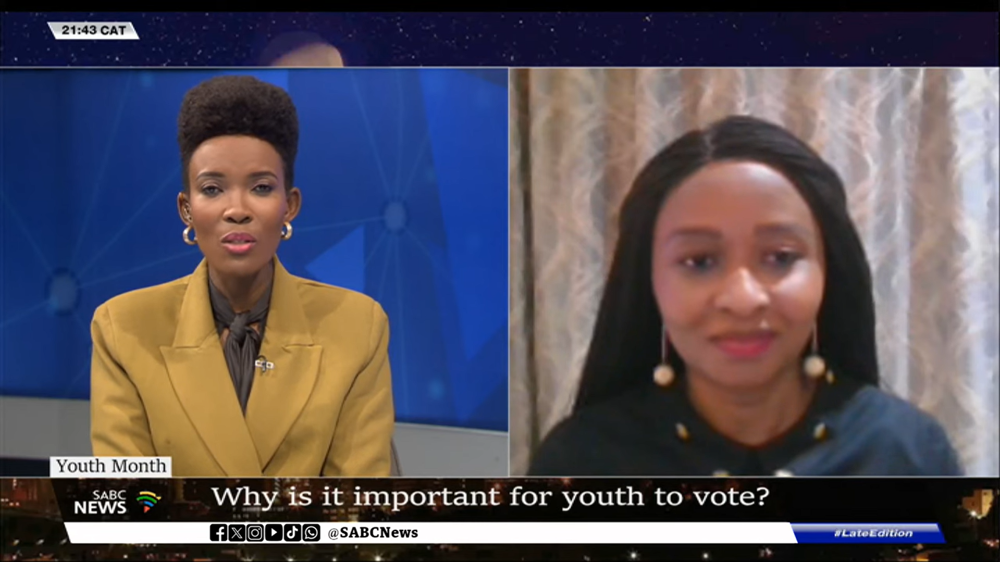 21:43 CAT
Youth Month
SABC
NEWS
Why is it important for youth to vote?
@SABCNews
#LateEdition